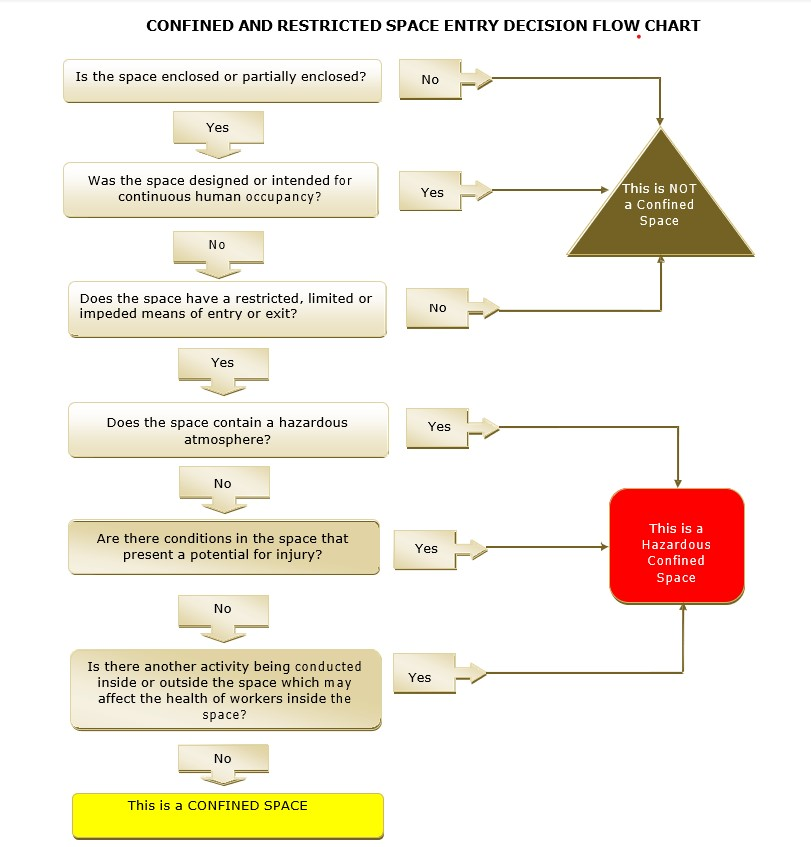 CONFINED AND RESTRICTED SPACE ENTRY DECISION FLOW CHART
Is the space enclosed or partially enclosed?
No
Yes
Was the space designed or intended for
continuous human occupancy?
Yes
This is NOT
a Confined
Space
No
Does the space have a restricted, limited or
impeded means of entry or exit?
No
Yes
Does the space contain a hazardous
atmosphere?
Yes
No
Are there conditions in the space that
present a potential for injury?
Yes
This is a
Hazardous
Confined
Space
No
Is there another activity being conducted
inside or outside the space which may
affect the health of workers inside the
space?
Yes
No
This is a CONFINED SPACE